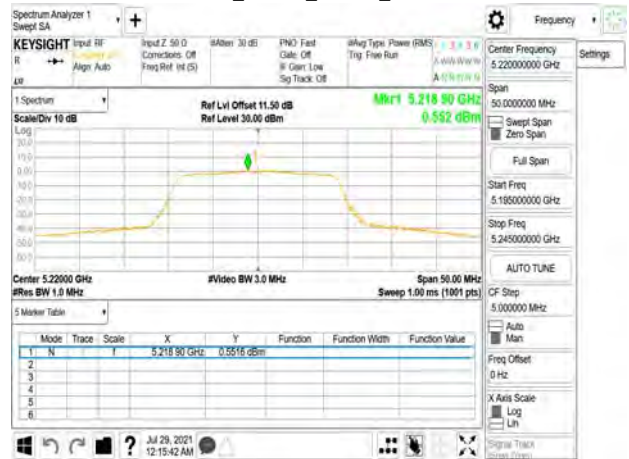 Spectrum Analyzer 1
Swept SA
+
Frequency
KEYSIGHT
Input: RF
Input Z: 50 Ω
#Atten: 30 dB
PNO: Fast
#Avg Type: Power (RMS)
R
Align: Auto
Corrections: Off
Freq Ref: Int (S)
Gate: Off
IF Gain: Low
Sig Track: Off
Trig: Free Run
Center Frequency
5.220000000 GHz
Settings
Span
50.0000000 MHz
Swept Span
Zero Span
Full Span
Start Freq
5.195000000 GHz
Stop Freq
5.245000000 GHz
AUTO TUNE
CF Step
5.000000 MHz
Auto
Man
Freq Offset
0 Hz
X Axis Scale
Log
Lin
Signal Track
1 Spectrum
Scale/Div 10 dB
Ref Lvl Offset 11.50 dB
Ref Level 30.00 dBm
Mkr1 5.218 90 GHz
0.552 dBm
Log
1
Center 5.22000 GHz
#Video BW 3.0 MHz
Span 50.00 MHz
#Res BW 1.0 MHz
Sweep 1.00 ms (1001 pts)
5 Marker Table
Mode Trace Scale X Y Function Function Width Function Value
1 N f 5.218 90 GHz 0.5516 dBm
2
3
4
5
6
?
Jul 29, 2021
12:15:42 AM